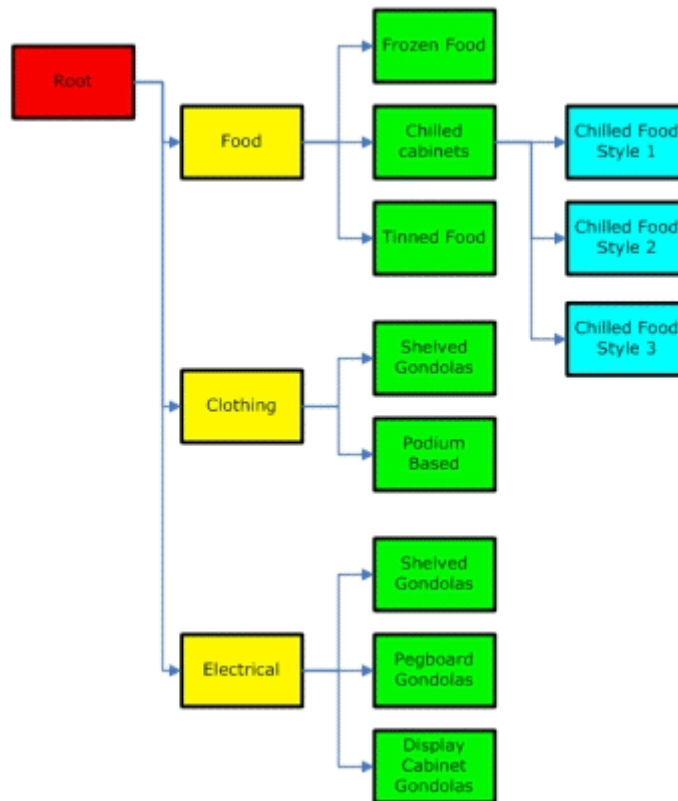 Root
Food
Frozen Food
Chilled
cabinets
Tinned Food
Chilled Food
Style 1
Chilled Food
Style 2
Chilled Food
Style 3
Clothing
Shelved
Gondolas
Podium
Based
Electrical
Shelved
Gondolas
Pegboard
Gondolas
Display
Cabinet
Gondolas